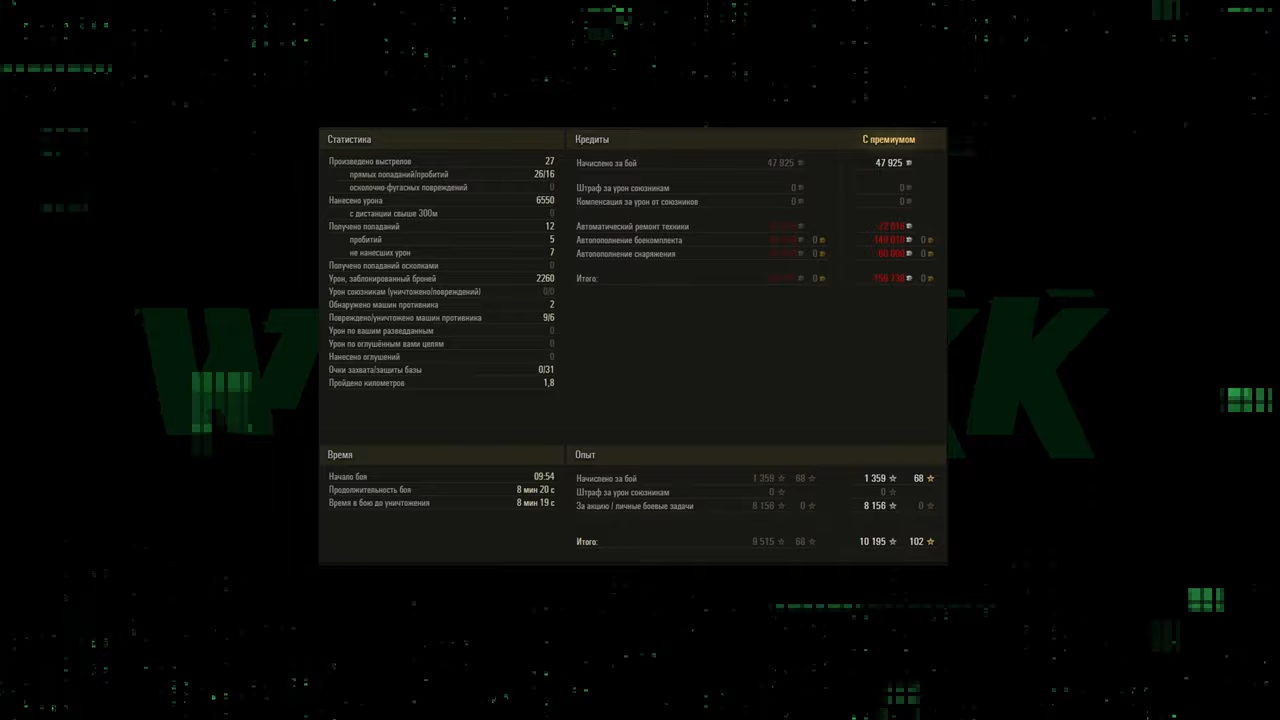 Статистика
Произведено выстрелов 27
прямых попаданий/пробитий 26/16
осколочно-фугасных повреждений 0
Нанесено урона 6550
с дистанции свыше 300м 0
Получено попаданий 12
пробитий 5
не нанесших урон 7
Получено попаданий осколками 0
Урон, заблокированный броней 2260
Урон союзникам (уничтожено/повреждений) 0/0
Обнаружено машин противника 2
Повреждено/уничтожено машин противника 9/6
Урон по вашим разведданным 0
Урон по оглушённым вами целям 0
Нанесено оглушений 0
Очки захвата/защиты базы 0/31
Пройдено километров 1,8
Кредиты С премиумом
Начислено за бой 47 925 47 925
Штраф за урон союзникам 0 0
Компенсация за урон от союзников 0 0
Автоматический ремонт техники
Автопополнение боекомплекта 0 0
Автопополнение снаряжения 0 0
Итого: 0 0
Время
Начало боя 09:54
Продолжительность боя 8 мин 20 с
Время в бою до уничтожения 8 мин 19 с
Опыт
Начислено за бой 1 359 68 1 359 68
Штраф за урон союзникам 0 0
За акцию / личные боевые задачи 8 156 0 8 156 0
Итого: 9 515 68 10 195 102